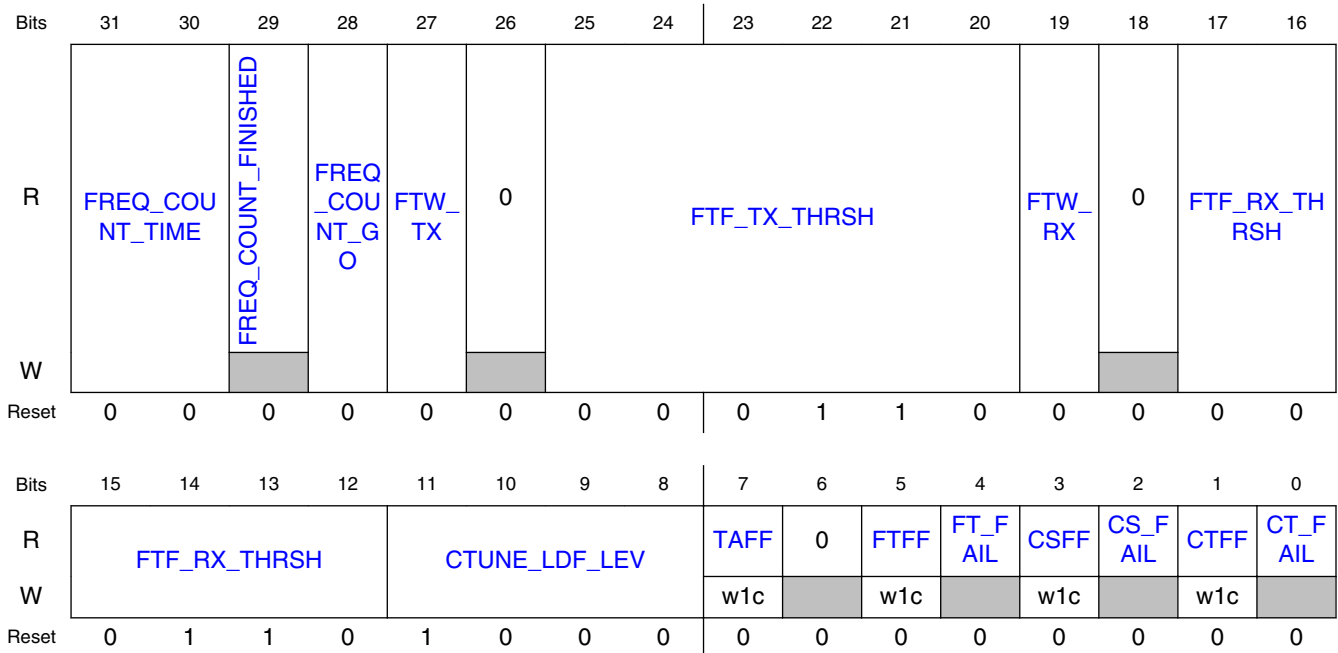 Bits 31 30 29 28 27 26 25 24 23 22 21 20 19 18 17 16
R
FREQ_COU
NT_TIME
FREQ_COUNT_FINISHED
FREQ
_COU
NT_G
O
FTW_
TX
0
FTF_TX_THRSH
FTW_
RX
0
FTF_RX_TH
RSH
W
Reset 0 0 0 0 0 0 0 0 0 1 1 0 0 0 0 0
Bits 15 14 13 12 11 10 9 8 7 6 5 4 3 2 1 0
R
FTF_RX_THRSH
CTUNE_LDF_LEV
TAFF
0
FTFF
FT_F
AIL
CSFF
CS_F
AIL
CTFF
CT_F
AIL
W w1c w1c w1c w1c
Reset 0 1 1 0 1 0 0 0 0 0 0 0 0 0 0 0